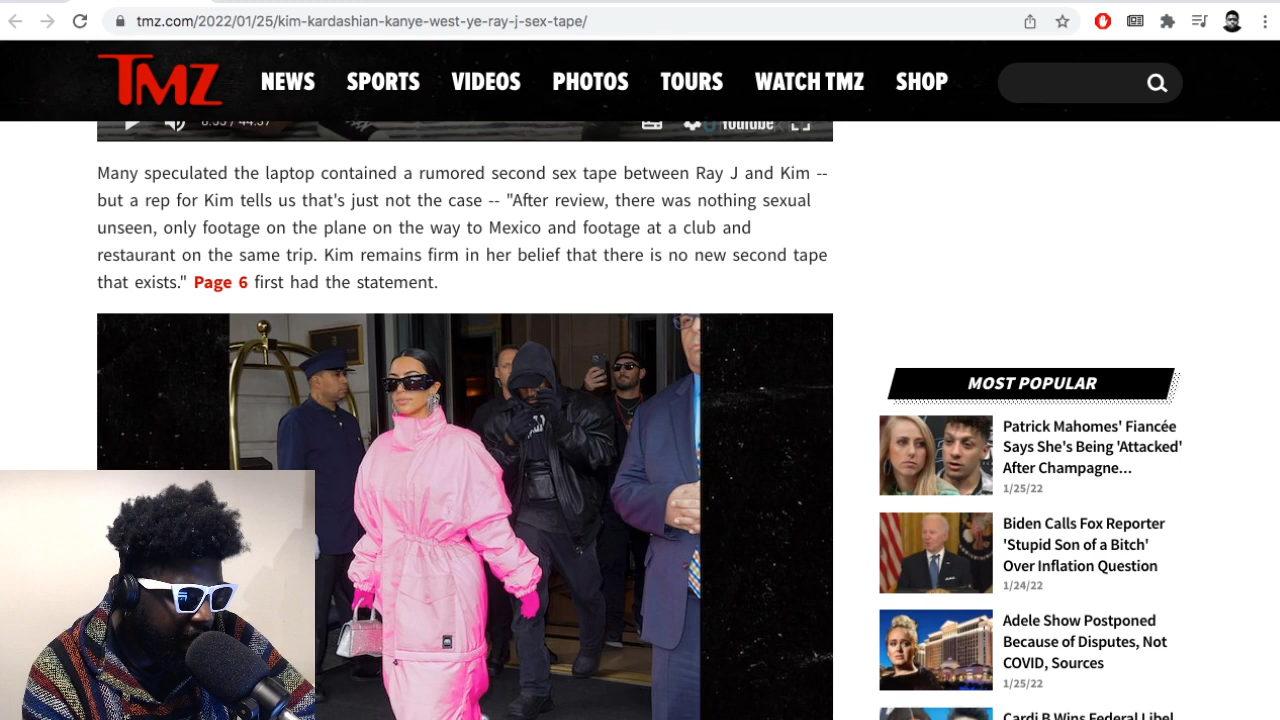 tmz.com/2022/01/25/kim-kardashian-kanye-west-ye-ray-j-sex-tape/
TMZ
NEWS SPORTS VIDEOS PHOTOS TOURS WATCH TMZ SHOP
8:53 / 44:37
YouTube
Many speculated the laptop contained a rumored second sex tape between Ray J and Kim --
but a rep for Kim tells us that's just not the case -- "After review, there was nothing sexual
unseen, only footage on the plane on the way to Mexico and footage at a club and
restaurant on the same trip. Kim remains firm in her belief that there is no new second tape
that exists." Page 6 first had the statement.
MOST POPULAR
Patrick Mahomes' Fiancée
Says She's Being 'Attacked'
After Champagne...
1/25/22
Biden Calls Fox Reporter
'Stupid Son of a Bitch'
Over Inflation Question
1/24/22
Adele Show Postponed
Because of Disputes, Not
COVID, Sources
1/25/22
Cardi B Wins Federal Libel